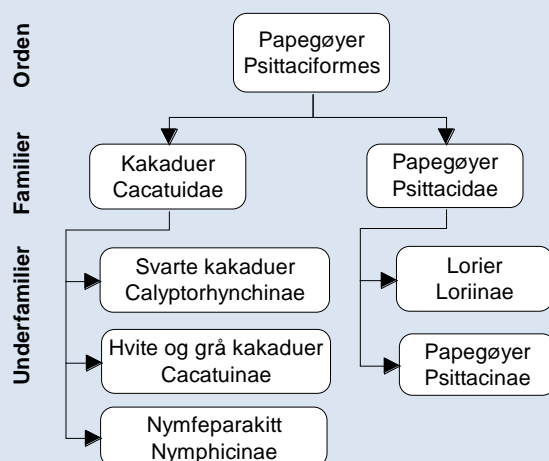 Orden
Papegøyer
Psittaciformes
Familier
Kakaduer
Cacatuidae
Papegøyer
Psittacidae
Underfamilier
Svarte kakaduer
Calyptorhynchinae
Lorier
Loriinae
Hvite og grå kakaduer
Cacatuinae
Papegøyer
Psittacinae
Nymfeparakitt
Nymphicinae